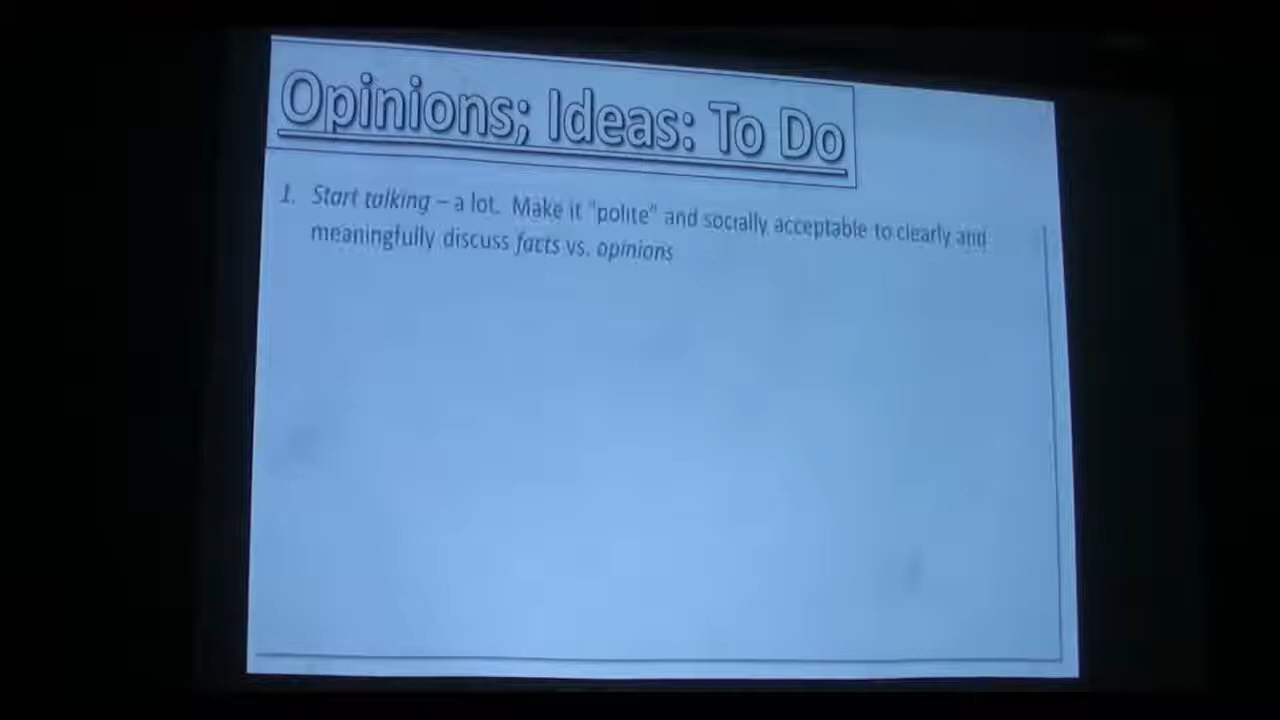 Opinions; Ideas: To Do
1. Start talking – a lot. Make it "polite" and socially acceptable to clearly and
meaningfully discuss facts vs. opinions